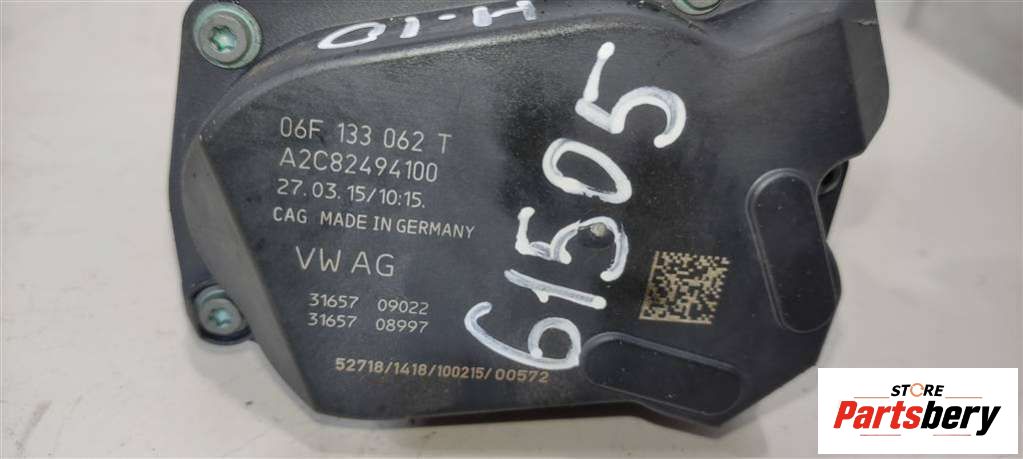 01-H
06F 133 062 T
A2C82494100
27.03.15/10:15.
CAG MADE IN GERMANY
VW AG
31657 09022
31657 08997
52718/1418/100215/00572
61505
STORE
Partsbery